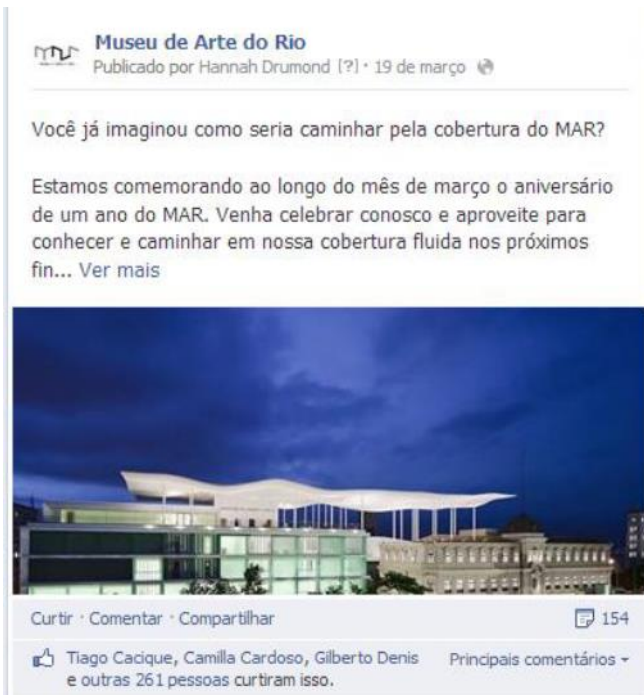 Museu de Arte do Rio
Publicado por Hannah Drumond [?] · 19 de março
Você já imaginou como seria caminhar pela cobertura do MAR?
Estamos comemorando ao longo do mês de março o aniversário
de um ano do MAR. Venha celebrar conosco e aproveite para
conhecer e caminhar em nossa cobertura fluida nos próximos
fin... Ver mais
Curtir · Comentar · Compartilhar 154
Tiago Cacique, Camilla Cardoso, Gilberto Denis Principais comentários
e outras 261 pessoas curtiram isso.